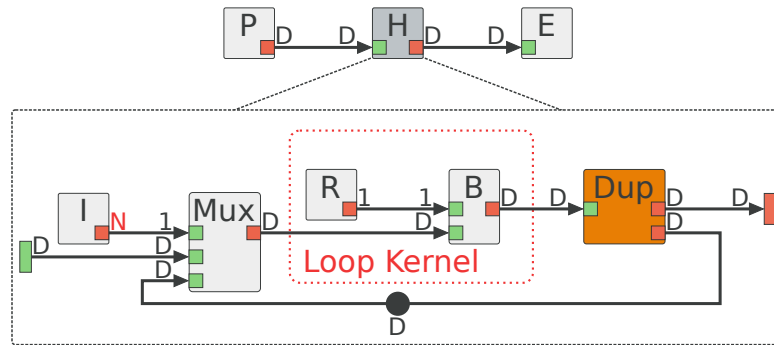 P D D H D D E
I N 1 Mux D R 1 1 B D D Dup D D
D D D D
D
Loop Kernel
D